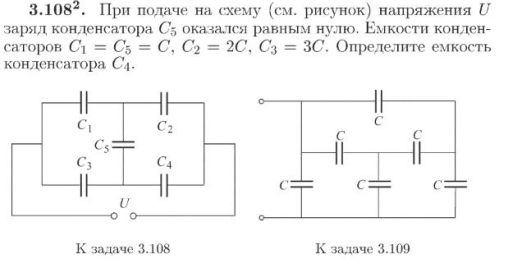 3.108². При подаче на схему (см. рисунок) напряжения U
заряд конденсатора C₅ оказался равным нулю. Емкости конден-
саторов C₁ = C₅ = C, C₂ = 2C, C₃ = 3C. Определите емкость
конденсатора C₄.
C₁ C₂
C₅
C₃ C₄
U
C
C C
C C C
К задаче 3.108 К задаче 3.109